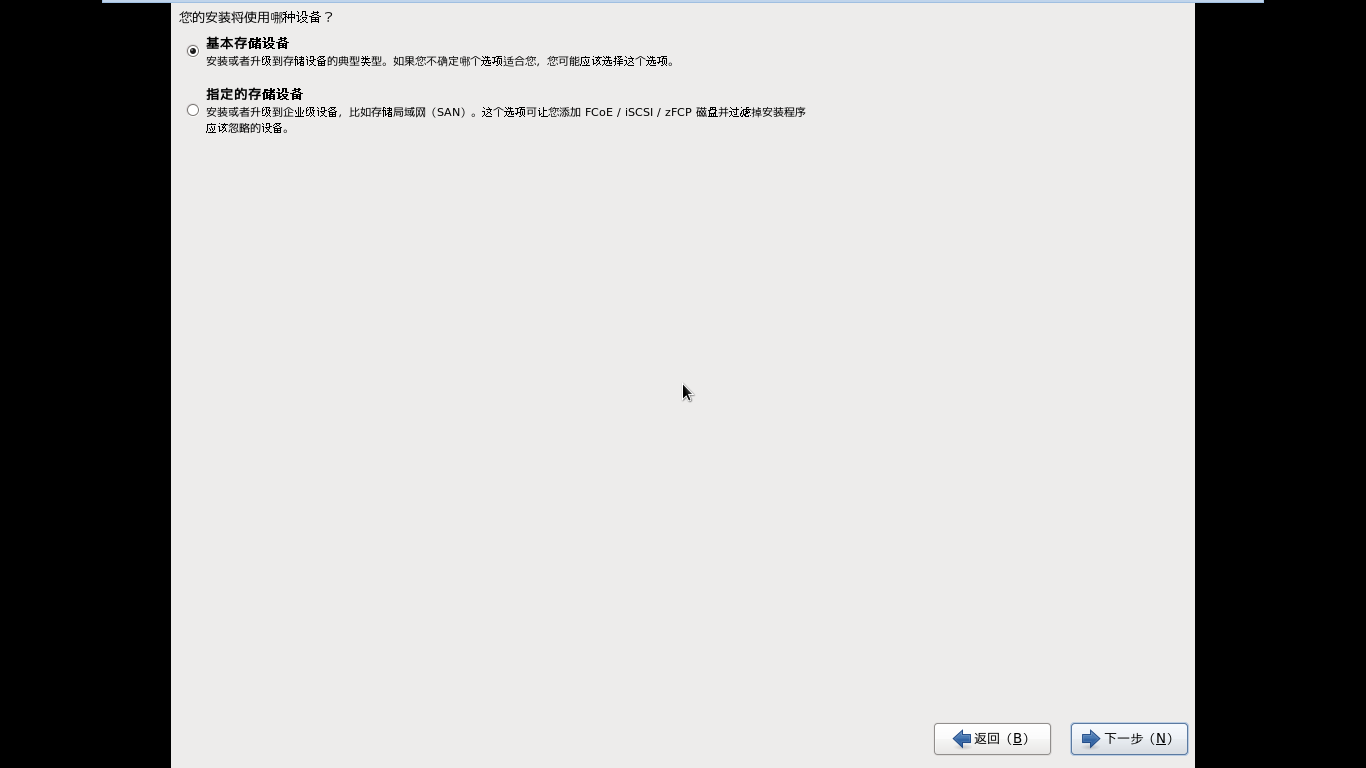 您的安装将使用哪种设备？
基本存储设备
安装或者升级到存储设备的典型类型。如果您不确定哪个选项适合您，您可能应该选择这个选项。
指定的存储设备
安装或者升级到企业级设备，比如存储局域网（SAN）。这个选项可让您添加 FCoE / iSCSI / zFCP 磁盘并过滤掉安装程序
应该忽略的设备。
返回（B） 下一步（N）